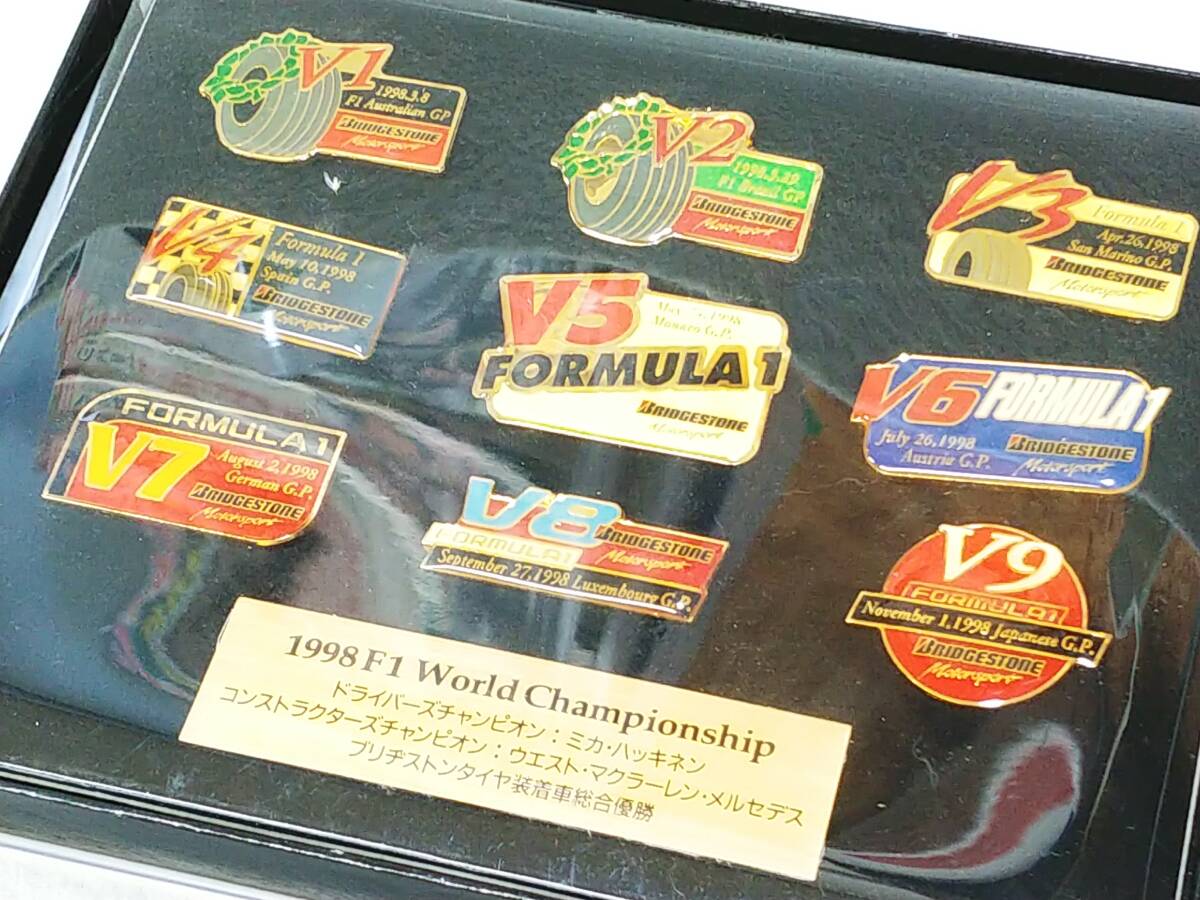 V1
1998.3.8
F1 Australian GP
BRIDGESTONE
Motorsport
V2
1998.3.29
F1 Brasil GP
BRIDGESTONE
Motorsport
V3
Formula 1
Apr.26,1998
San Marino G.P.
BRIDGESTONE
Motorsport
V4
Formula 1
May 10,1998
Spain G.P.
BRIDGESTONE
Motorsport
V5
May 1998
Monaco G.P.
FORMULA 1
BRIDGESTONE
Motorsport
V6 FORMULA 1
July 26,1998
Austria G.P.
BRIDGESTONE
Motorsport
FORMULA 1
V7
August 2,1998
German G.P.
BRIDGESTONE
Motorsport
V8
BRIDGESTONE
FORMULA 1
Motorsport
September 27,1998 Luxembourg G.P.
V9
FORMULA 1
November 1,1998 Japanese G.P.
BRIDGESTONE
Motorsport
1998 F1 World Championship
ドライバーズチャンピオン：ミカ・ハッキネン
コンストラクターズチャンピオン：ウエスト・マクラーレン・メルセデス
ブリヂストンタイヤ装着車総合優勝